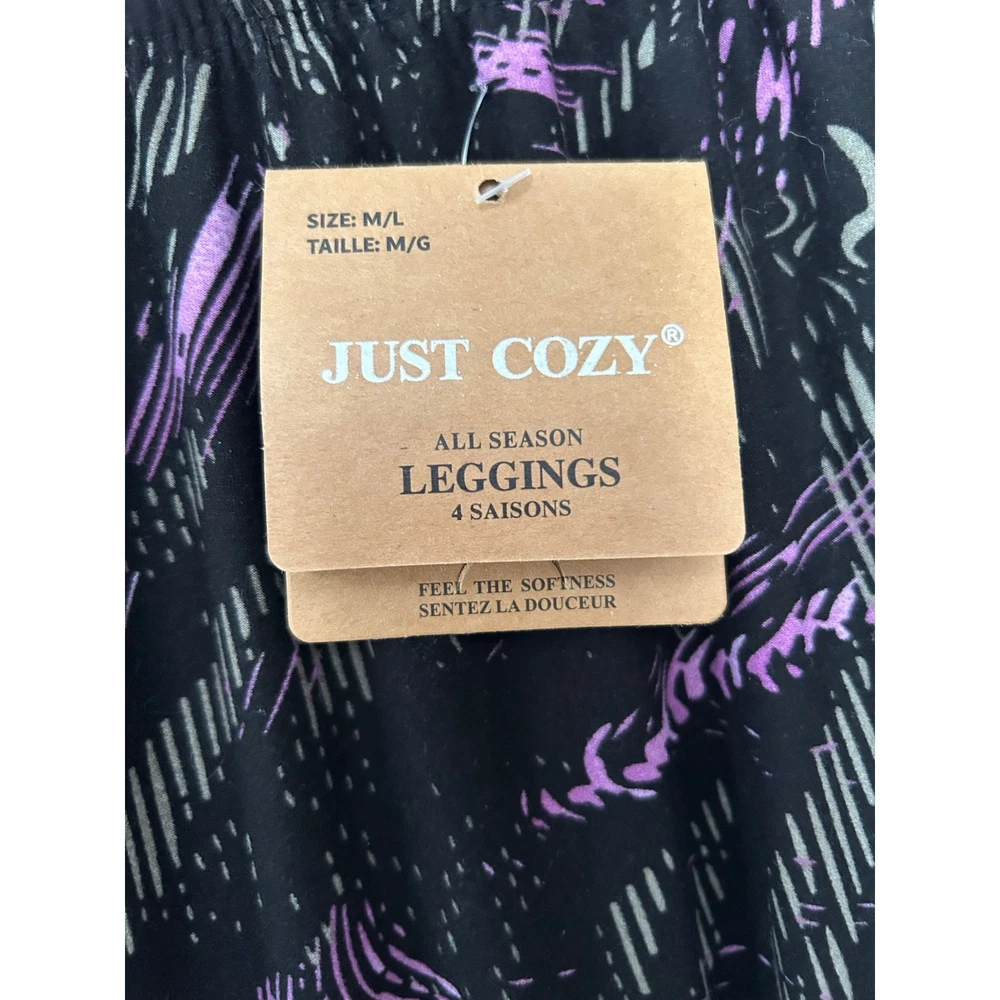 SIZE: M/L
TAILLE: M/G
JUST COZY®
ALL SEASON
LEGGINGS
4 SAISONS
FEEL THE SOFTNESS
SENTEZ LA DOUCEUR